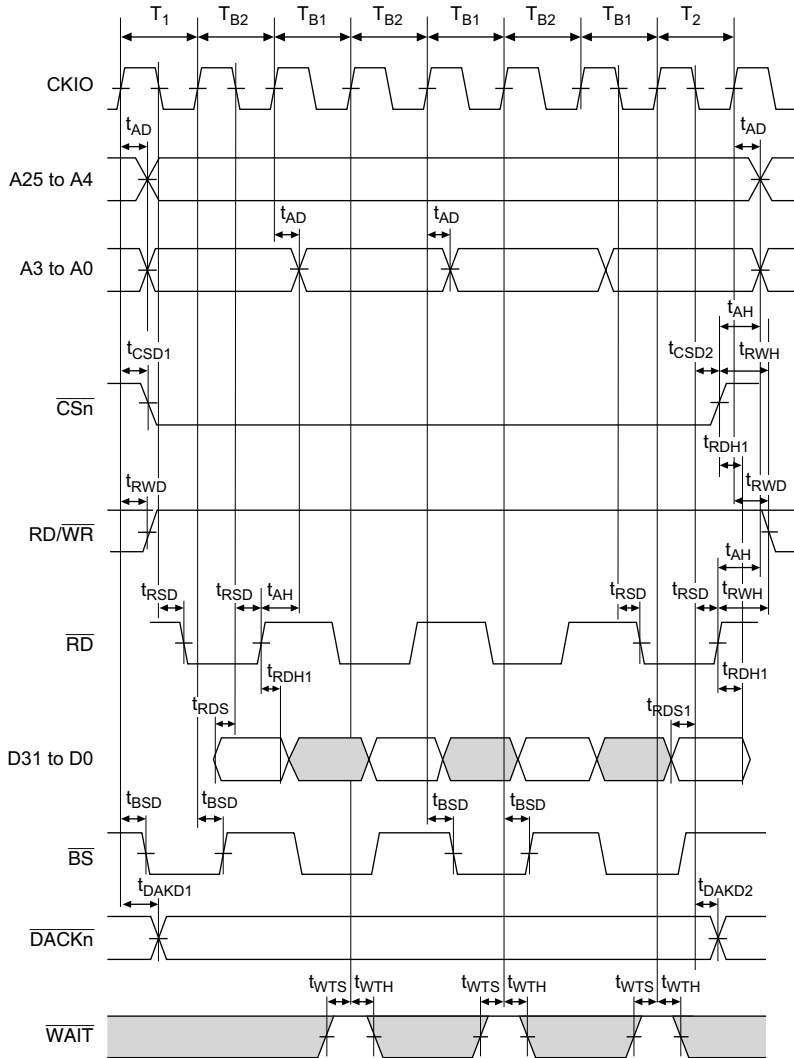 T1 TB2 TB1 TB2 TB1 TB2 TB1 T2
CKIO
tAD tAD
A25 to A4
tAD tAD
A3 to A0
tAH
tCSD1 tCSD2 tRWH
CSn
tRDH1
tRWD tRWD
RD/WR
tAH
tRSD tRSD tAH tRSD tRSD tRWH
RD
tRDH1 tRDH1
tRDS tRDS1
D31 to D0
tBSD tBSD tBSD tBSD
BS
tDAKD1 tDAKD2
DACKn
tWTS tWTH tWTS tWTH tWTS tWTH
WAIT